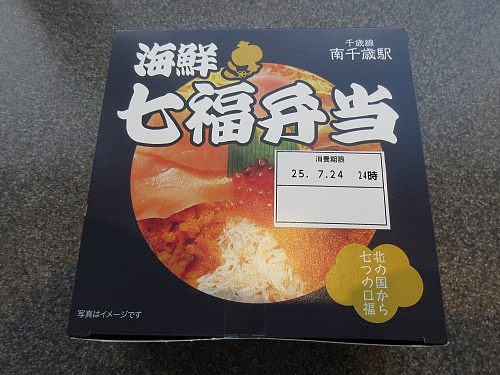 千歳線
南千歳駅
海鮮
七福弁当
消費期限
25. 7.24 24時
北の国から
七つの口福
写真はイメージです